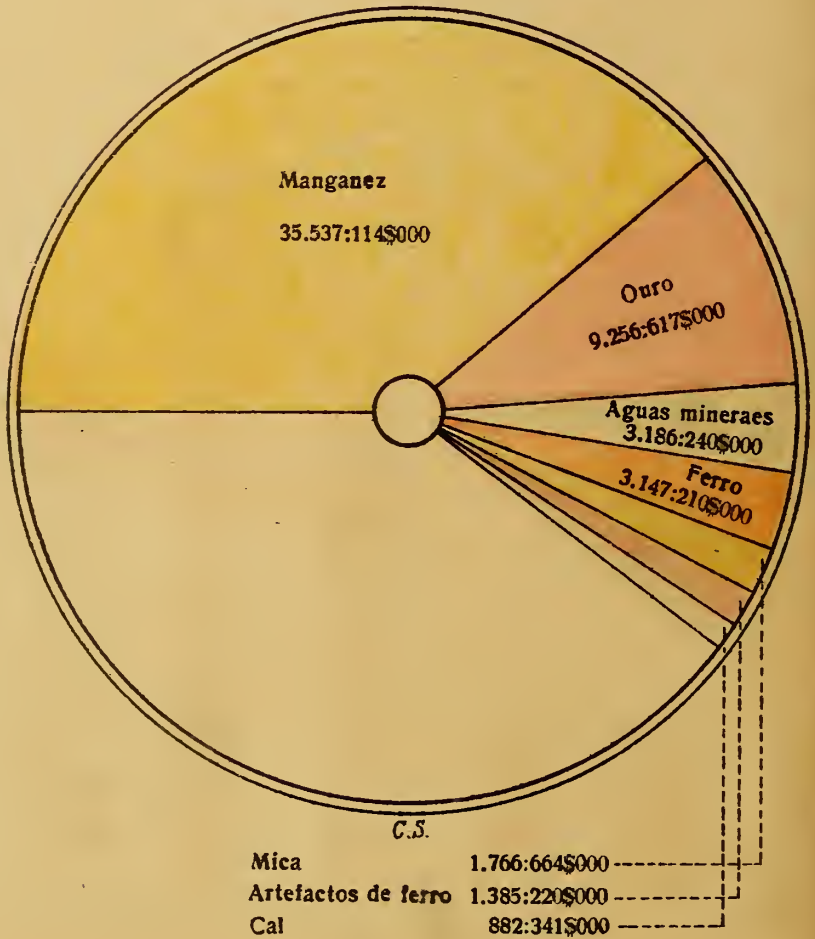 Manganez
35.537:114$000
Ouro
9.256:617$000
Aguas mineraes
3.186:240$000
Ferro
3.147:210$000
C.S.
Mica 1.766:664$000
Artefactos de ferro 1.385:220$000
Cal 882:341$000